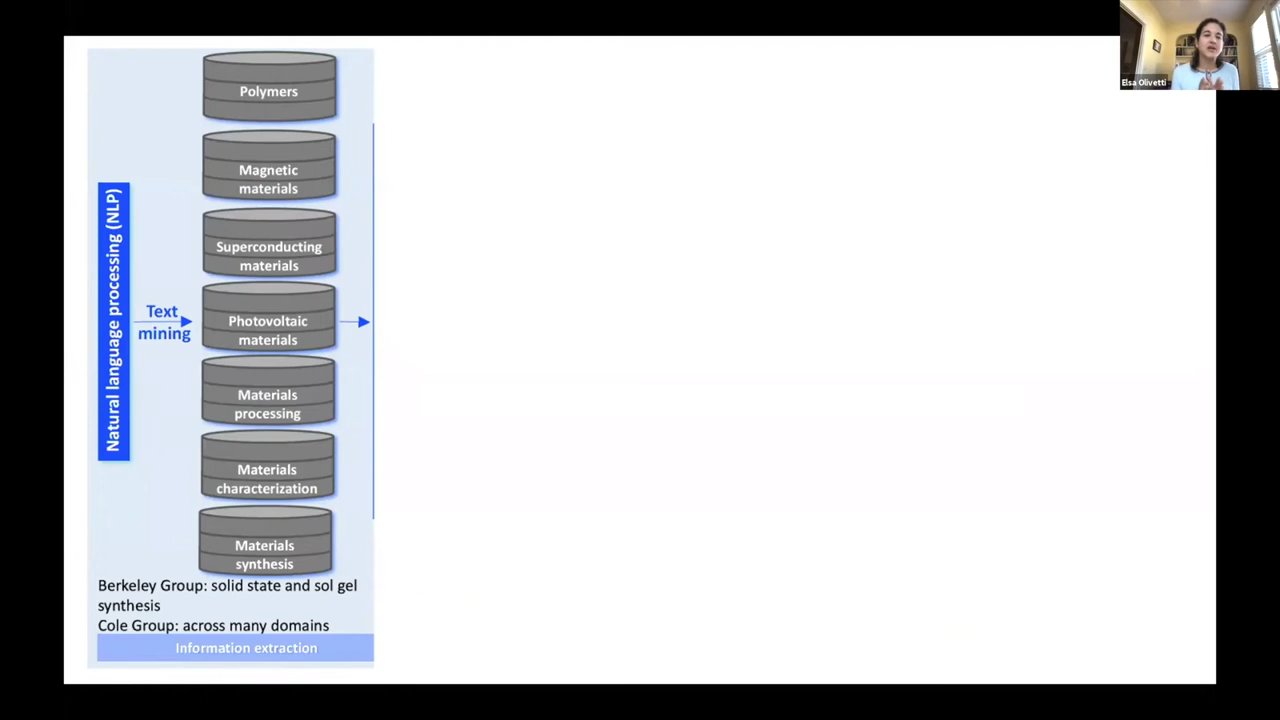 Elsa Olivetti
Polymers
Magnetic
materials
Superconducting
materials
Natural language processing (NLP)
Text
mining
Photovoltaic
materials
Materials
processing
Materials
characterization
Materials
synthesis
Berkeley Group: solid state and sol gel
synthesis
Cole Group: across many domains
Information extraction